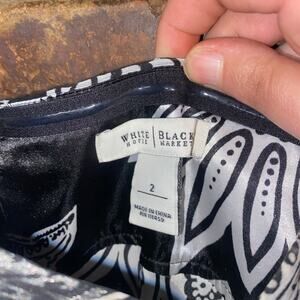 WHITE | BLACK
HOUSE | MARKET
2
MADE IN CHINA